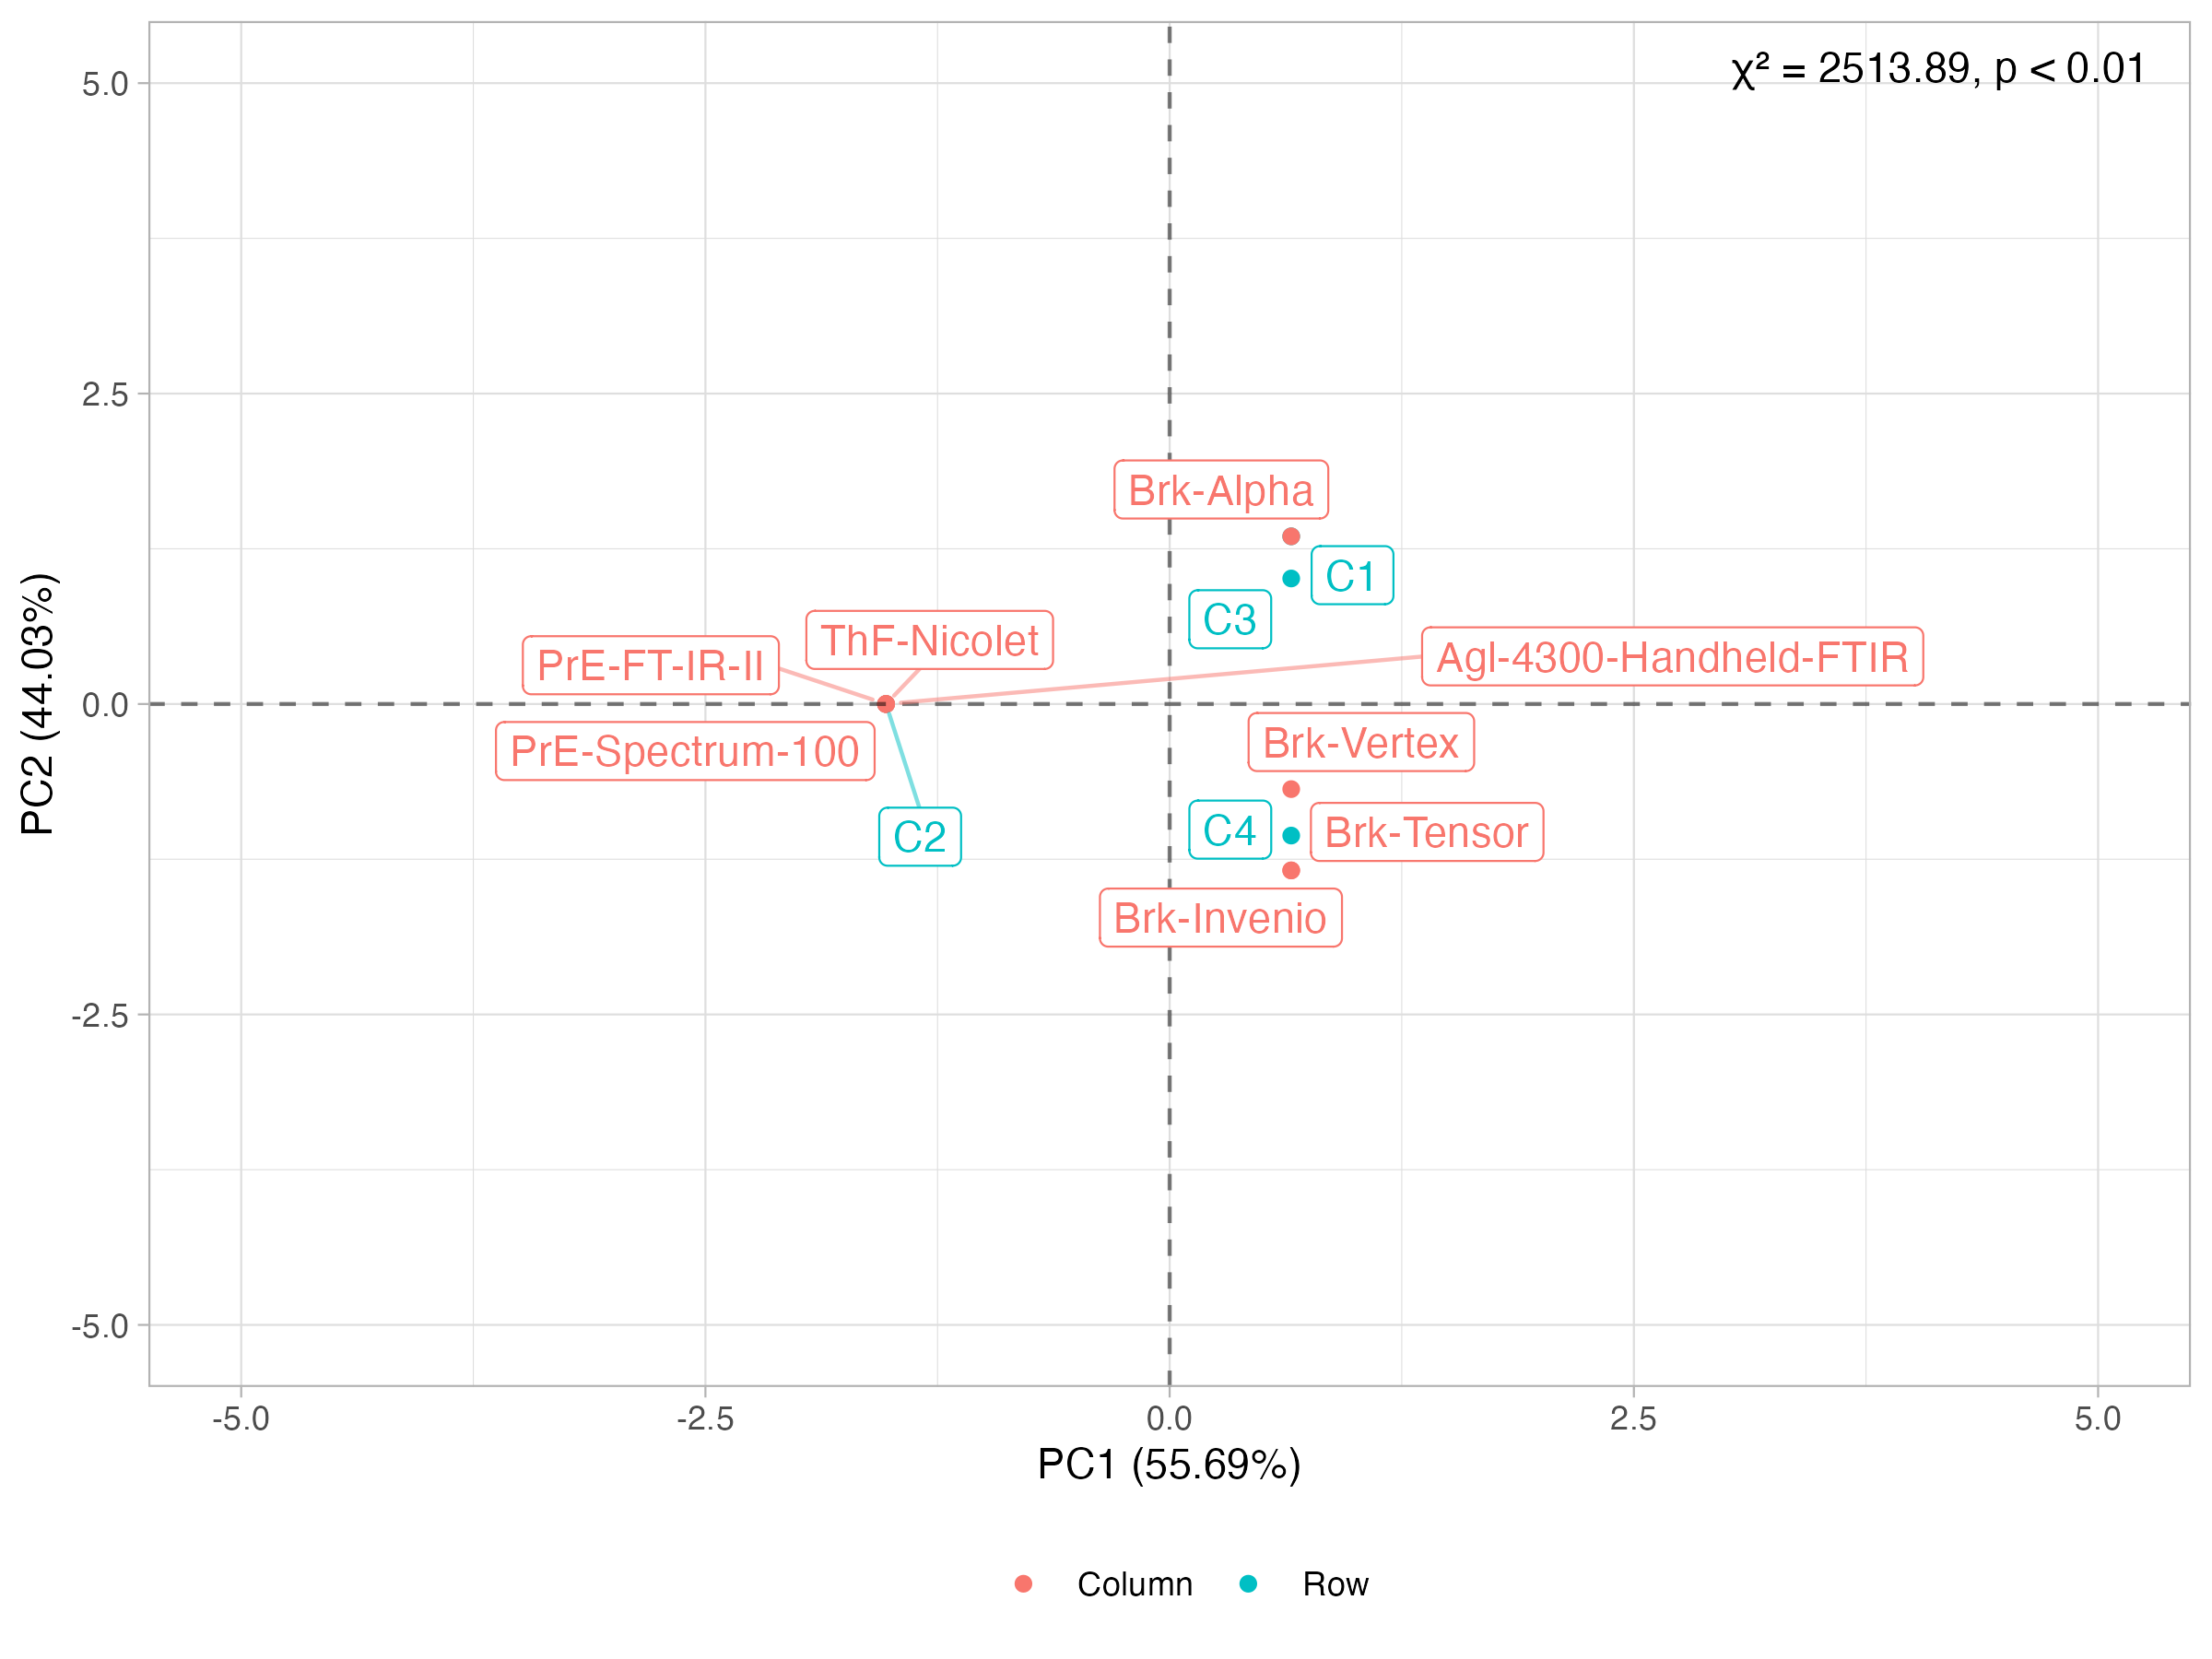 χ² = 2513.89, p < 0.01
5.0
2.5
0.0
-2.5
-5.0
PC2 (44.03%)
Brk-Alpha
C1
C3
ThF-Nicolet
PrE-FT-IR-II
Agl-4300-Handheld-FTIR
PrE-Spectrum-100
Brk-Vertex
C2
C4
Brk-Tensor
Brk-Invenio
-5.0
-2.5
0.0
2.5
5.0
PC1 (55.69%)
Column
Row